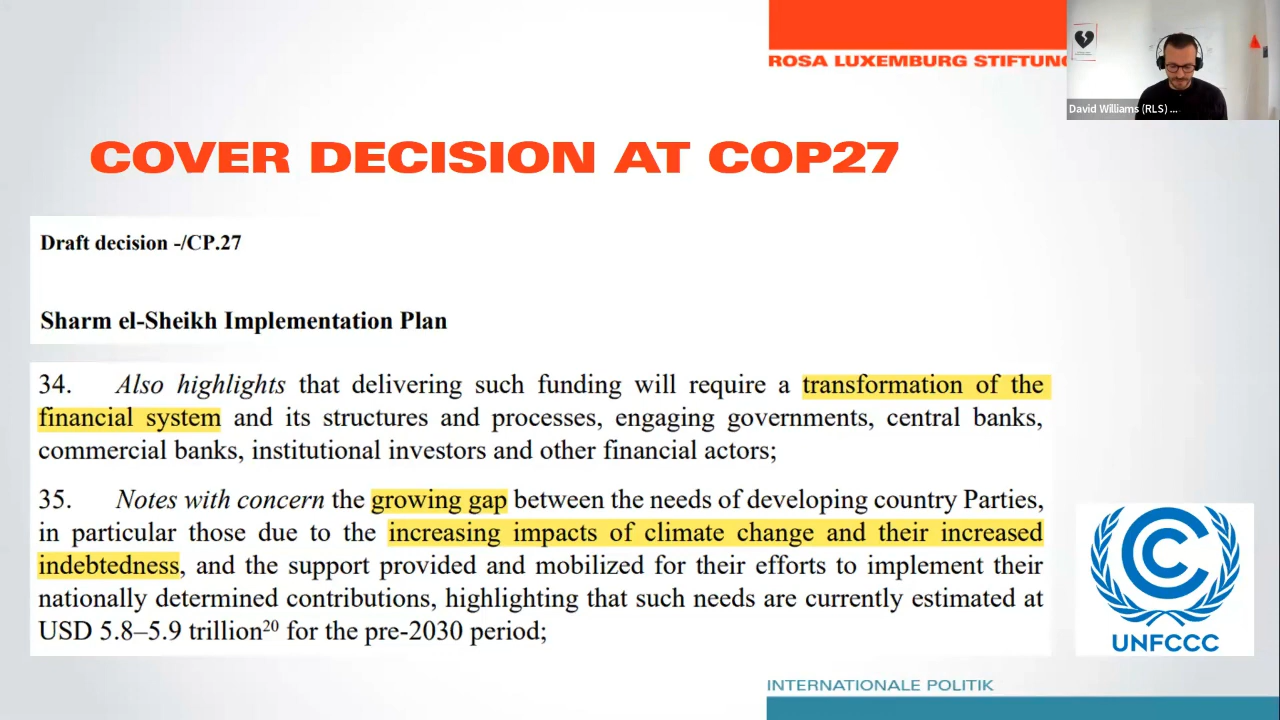 ROSA LUXEMBURG STIFTUNG
David Williams (RLS) ...
COVER DECISION AT COP27
Draft decision -/CP.27
Sharm el-Sheikh Implementation Plan
34. Also highlights that delivering such funding will require a transformation of the
financial system and its structures and processes, engaging governments, central banks,
commercial banks, institutional investors and other financial actors;
35. Notes with concern the growing gap between the needs of developing country Parties,
in particular those due to the increasing impacts of climate change and their increased
indebtedness, and the support provided and mobilized for their efforts to implement their
nationally determined contributions, highlighting that such needs are currently estimated at
USD 5.8–5.9 trillion²⁰ for the pre-2030 period;
UNFCCC
INTERNATIONALE POLITIK